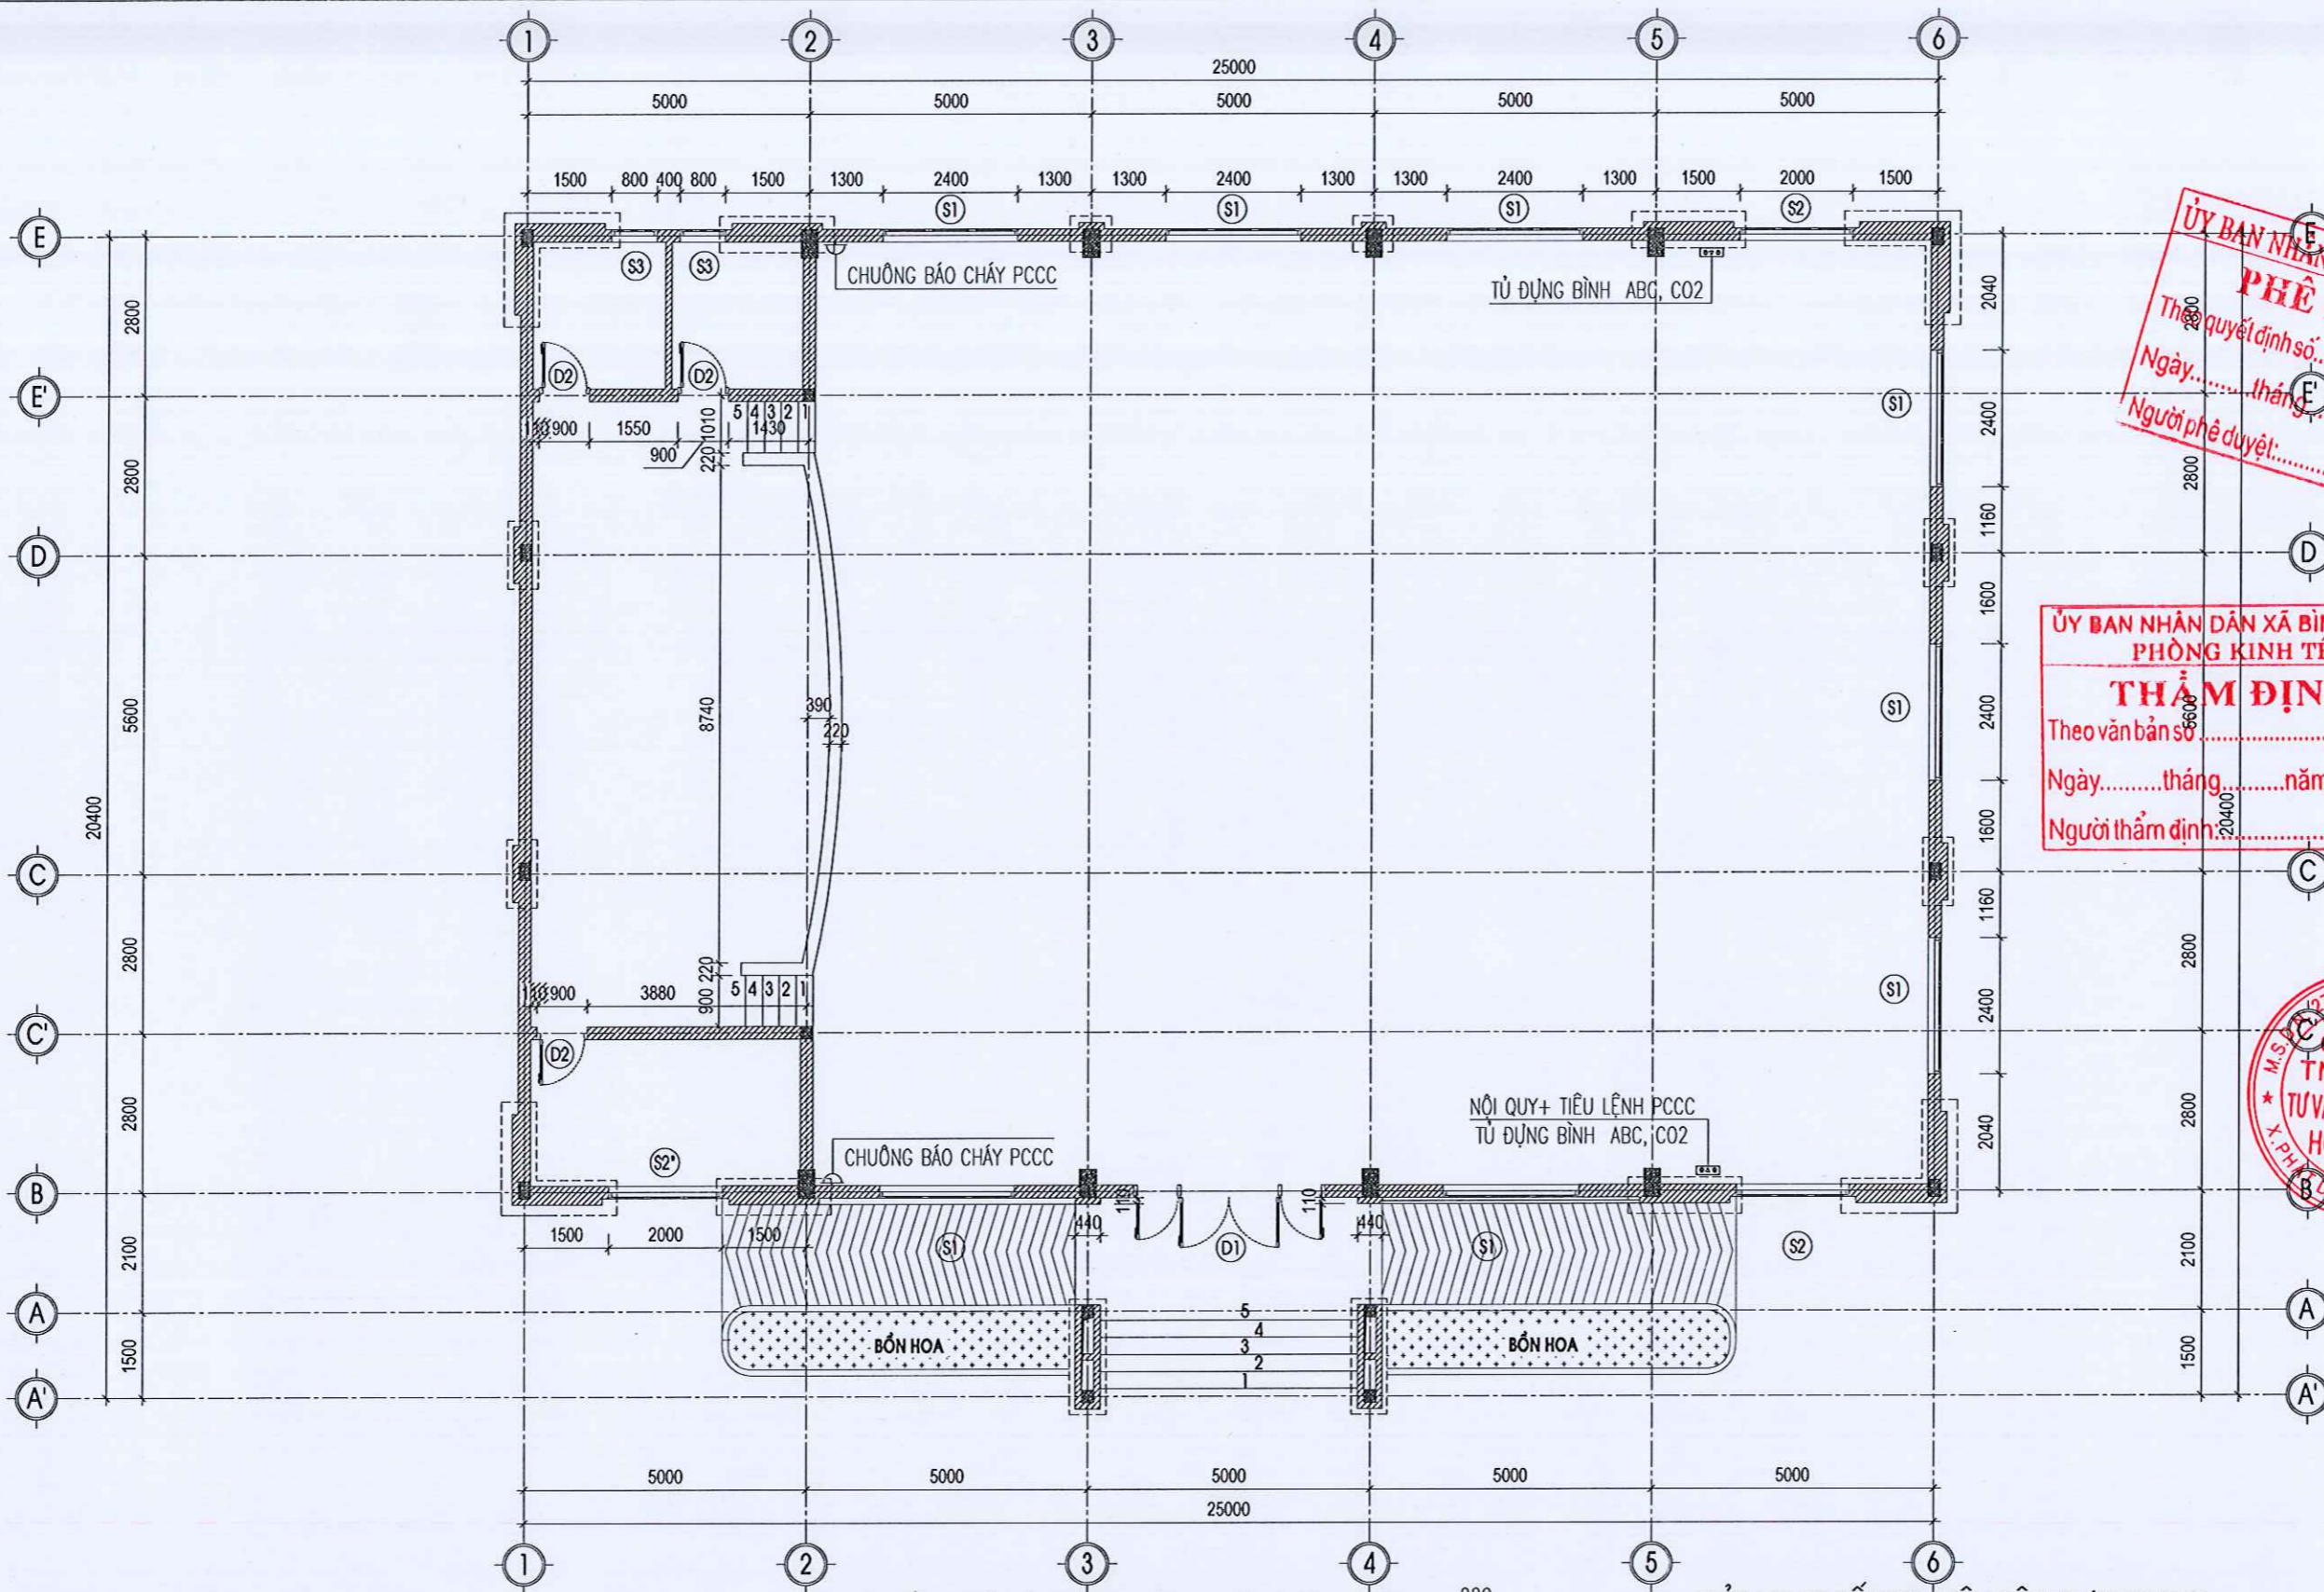 1 2 3 4 5 6
25000
5000 5000 5000 5000 5000
1500 800 400 800 1500 1300 2400 1300 1300 2400 1300 1300 2400 1300 1500 2000 1500
S1 S1 S1 S2
E
E
S3 S3
CHUÔNG BÁO CHÁY PCCC
TỦ ĐỰNG BÌNH ABC, CO2
2800
2040
2800
ỦY BAN NHÂN
PHÊ
Theo quyết định số
Ngày..........tháng
Người phê duyệt:
E'
D2 D2
S1
2400
E'
5 4 3 2 1
900 1550 1430
1010
900
220
2800
1160
2800
D
D
1600
ỦY BAN NHÂN DÂN XÃ
PHÒNG KINH TẾ
THẨM ĐỊN
Theo văn bản số
Ngày..........tháng..........năm
Người thẩm định:
5600
8740
390
220
S1
2400
5600
20400
1600
20400
C
C
1160
2800
220
2800
5 4 3 2 1
900 3880
900
S1
2400
C'
C'
D2
M.S.
TƯ V
2800
NỘI QUY+ TIÊU LỆNH PCCC
TỦ ĐỰNG BÌNH ABC, CO2
2040
2800
S2'
CHUÔNG BÁO CHÁY PCCC
B
B
110 110
440 440
1500 2000 1500
S1 D1 S1 S2
2100
2100
A
A
5
4
3
2
1
BỒN HOA BỒN HOA
1500
1500
A'
A'
5000 5000 5000 5000 5000
25000
1 2 3 4 5 6